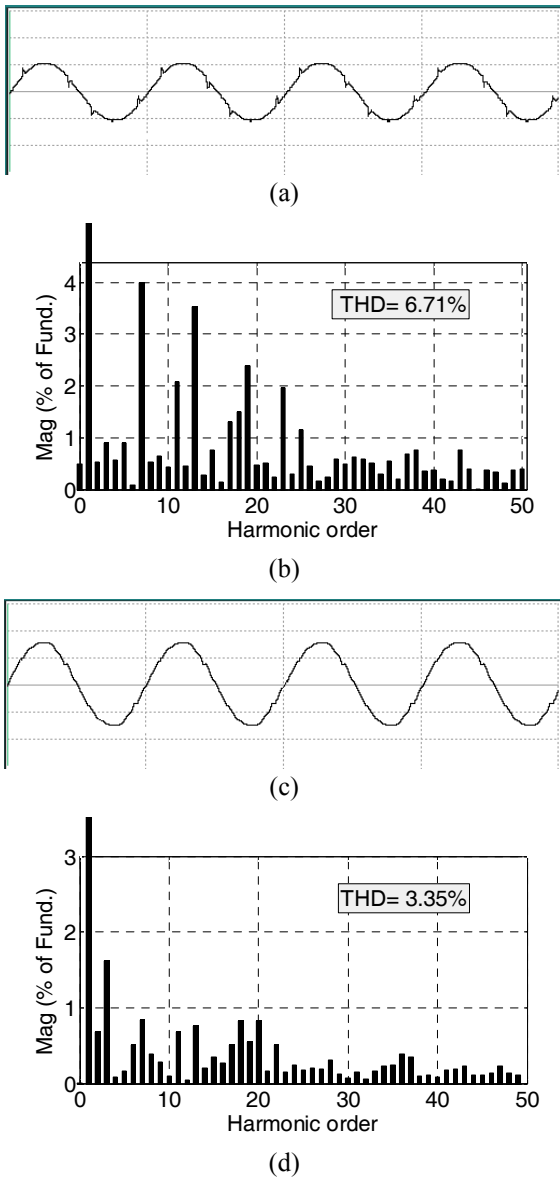 (a)
Mag (% of Fund.)
4
3
2
1
0
THD= 6.71%
0 10 20 30 40 50
Harmonic order
(b)
(c)
Mag (% of Fund.)
3
2
1
0
THD= 3.35%
0 10 20 30 40 50
Harmonic order
(d)